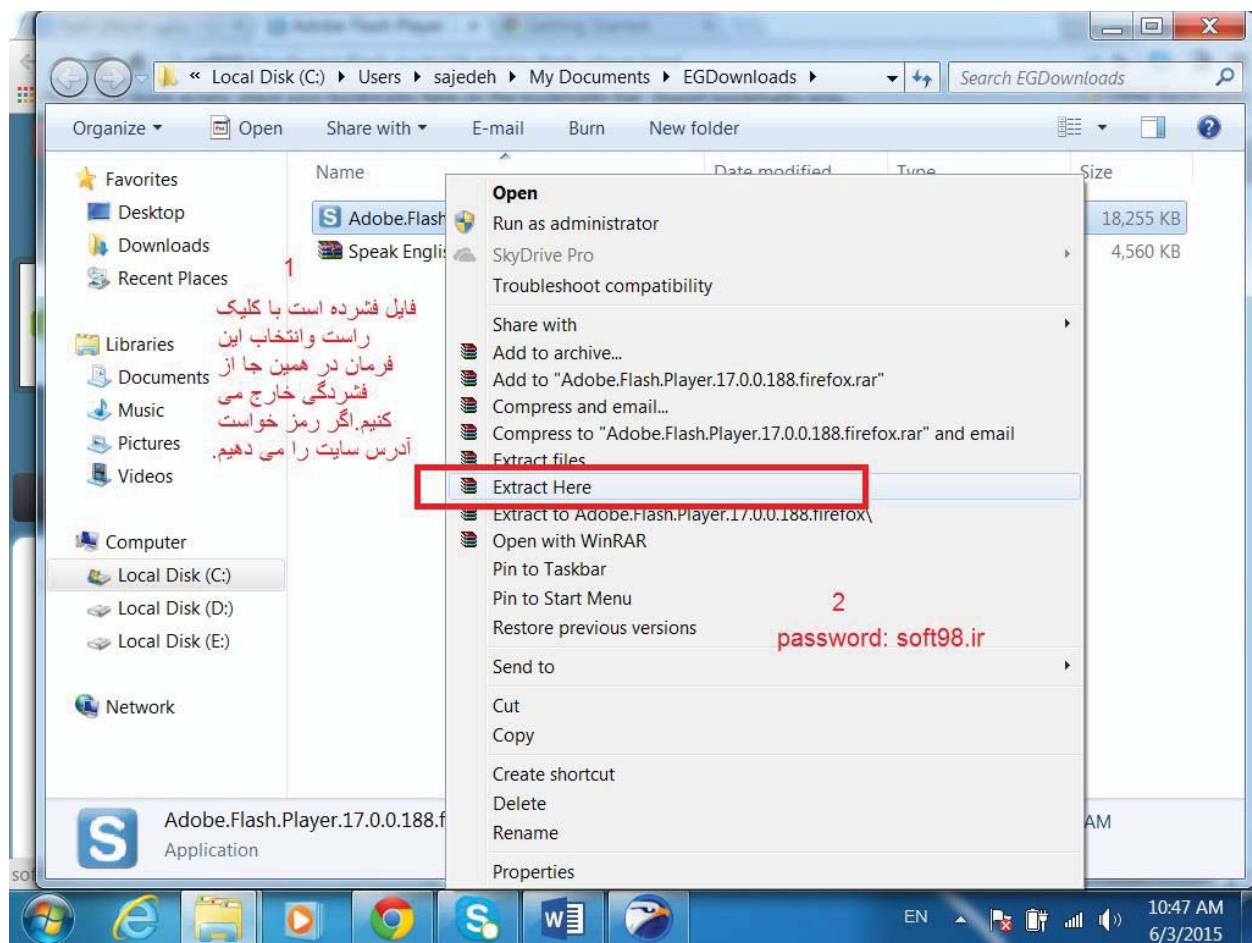 « Local Disk (C:) ▸ Users ▸ sajedeh ▸ My Documents ▸ EGDownloads ▸
Search EGDownloads
Organize Open Share with E-mail Burn New folder
Name Date modified Type Size
Favorites
Desktop
Downloads
Recent Places
Libraries
Documents
Music
Pictures
Videos
Computer
Local Disk (C:)
Local Disk (D:)
Local Disk (E:)
Network
Adobe.Flash 18,255 KB
Speak Englis 4,560 KB
1
فایل فشرده است با کلیک
راست وانتخاب این
فرمان در همین جا از
فشردگی خارج می
کنیم.اگر رمز خواست
آدرس سایت را می دهیم.
Open
Run as administrator
SkyDrive Pro
Troubleshoot compatibility
Share with
Add to archive...
Add to "Adobe.Flash.Player.17.0.0.188.firefox.rar"
Compress and email...
Compress to "Adobe.Flash.Player.17.0.0.188.firefox.rar" and email
Extract files
Extract Here
Extract to Adobe.Flash.Player.17.0.0.188.firefox\
Open with WinRAR
Pin to Taskbar
Pin to Start Menu
Restore previous versions
2
password: soft98.ir
Send to
Cut
Copy
Create shortcut
Delete
Rename
Properties
Adobe.Flash.Player.17.0.0.188.f AM
Application
EN 10:47 AM
6/3/2015